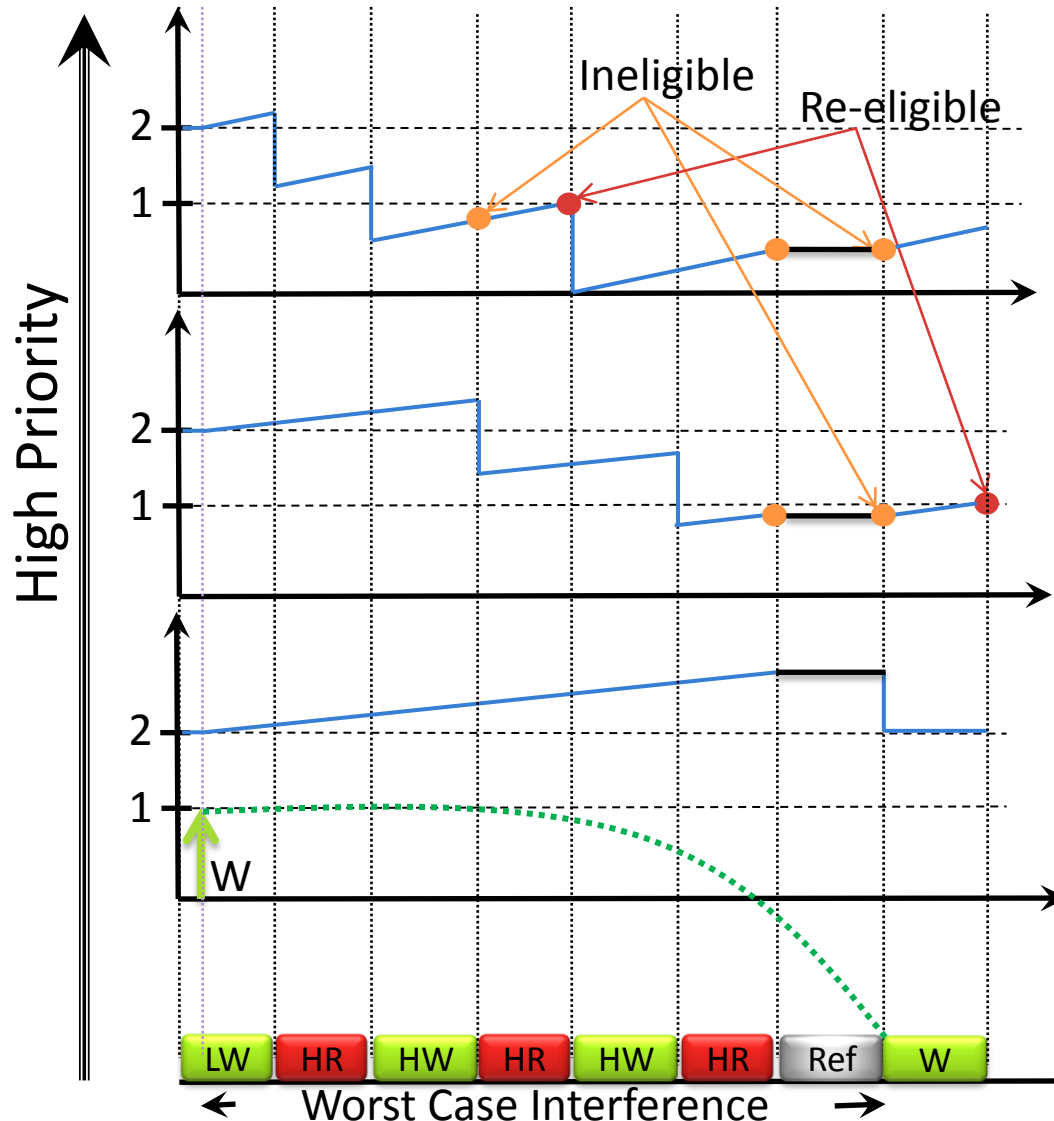 High Priority
Ineligible
Re-eligible
2
1
2
1
2
1
W
LW HR HW HR HW HR Ref W
Worst Case Interference